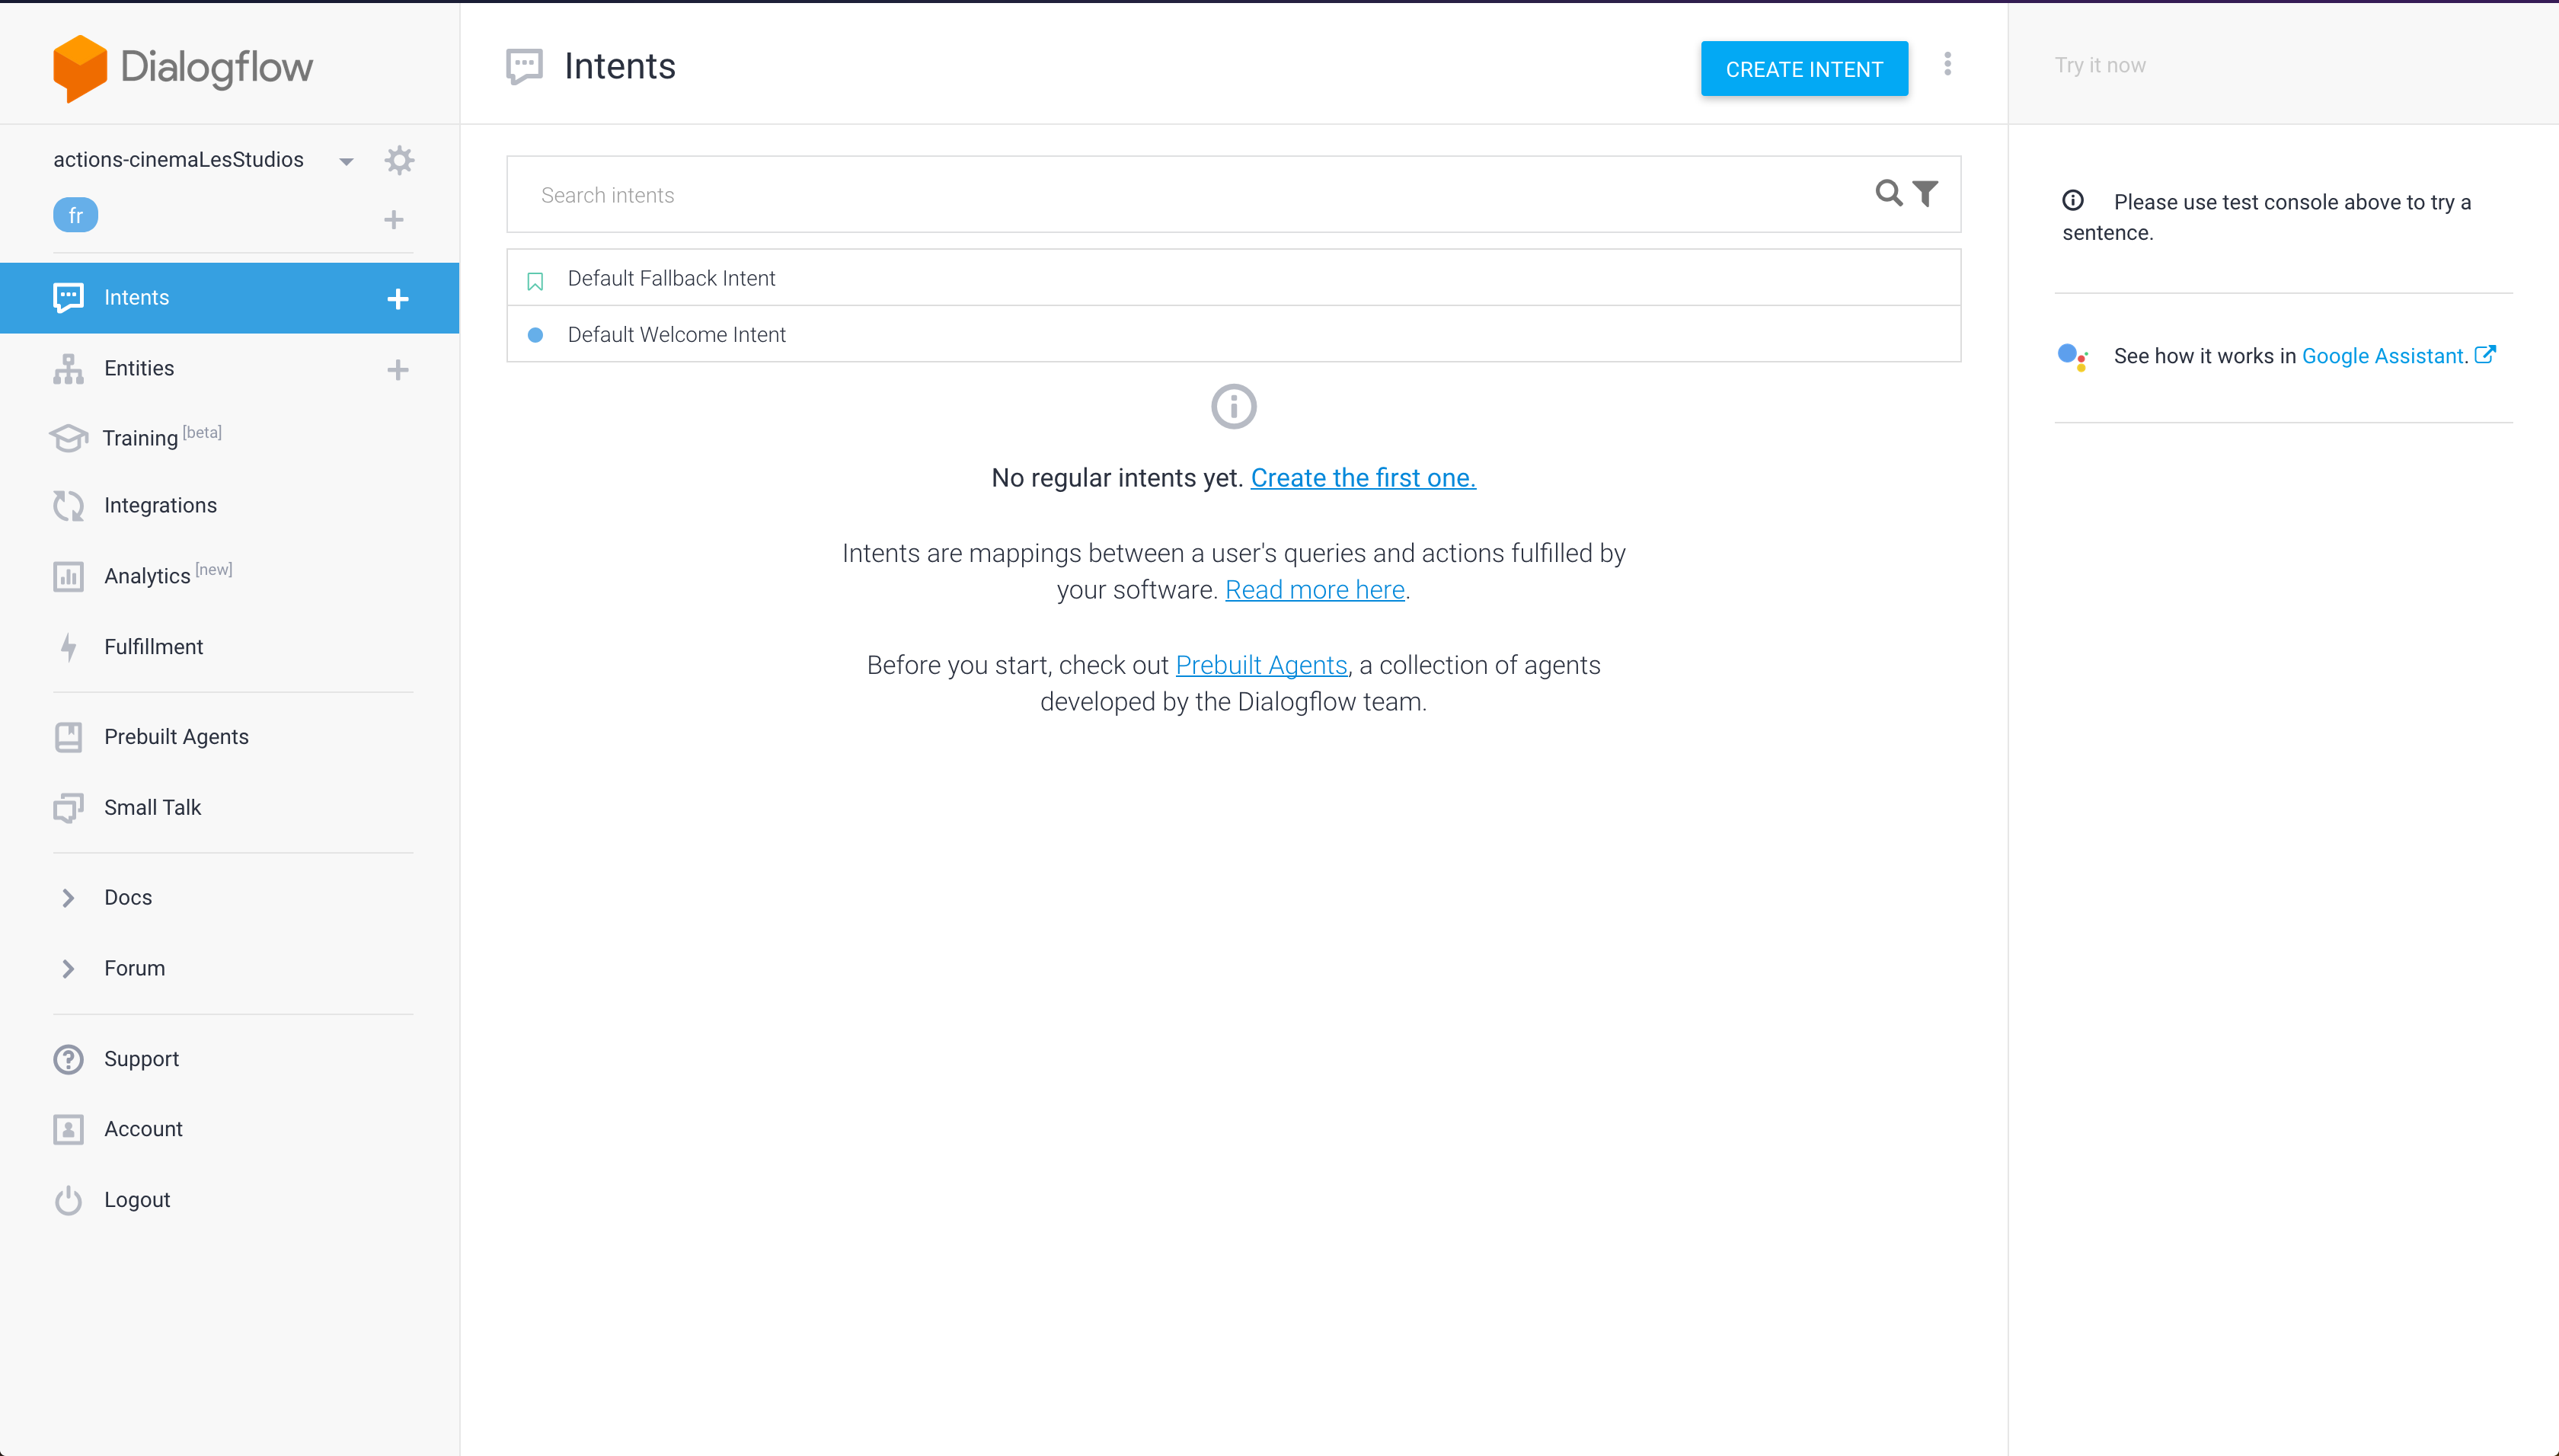 Dialogflow
actions-cinemaLesStudios
fr
Intents
Entities
Training [beta]
Integrations
Analytics [new]
Fulfillment
Prebuilt Agents
Small Talk
Docs
Forum
Support
Account
Logout
Intents
CREATE INTENT
Search intents
Default Fallback Intent
Default Welcome Intent
No regular intents yet. Create the first one.
Intents are mappings between a user's queries and actions fulfilled by
your software. Read more here.
Before you start, check out Prebuilt Agents, a collection of agents
developed by the Dialogflow team.
Try it now
Please use test console above to try a
sentence.
See how it works in Google Assistant.